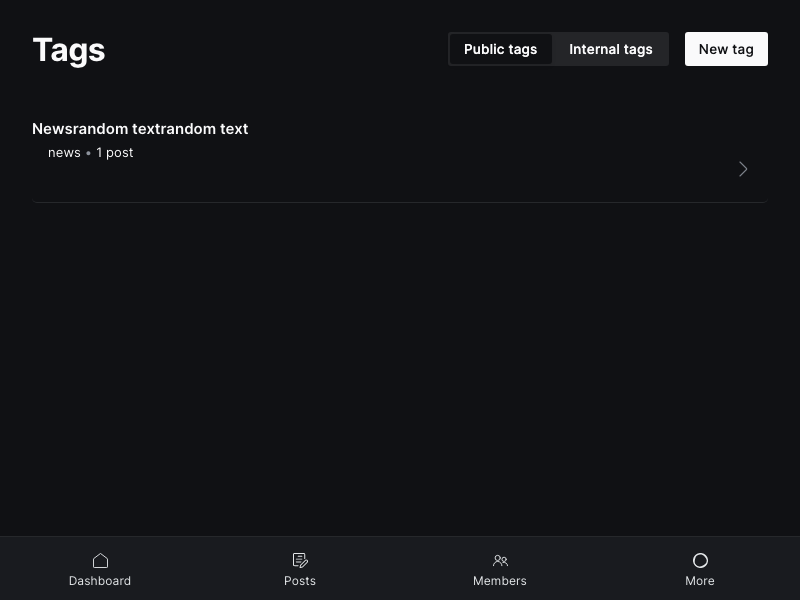 Tags
Public tags
Internal tags
New tag
Newsrandom textrandom text
news • 1 post
Dashboard
Posts
Members
More